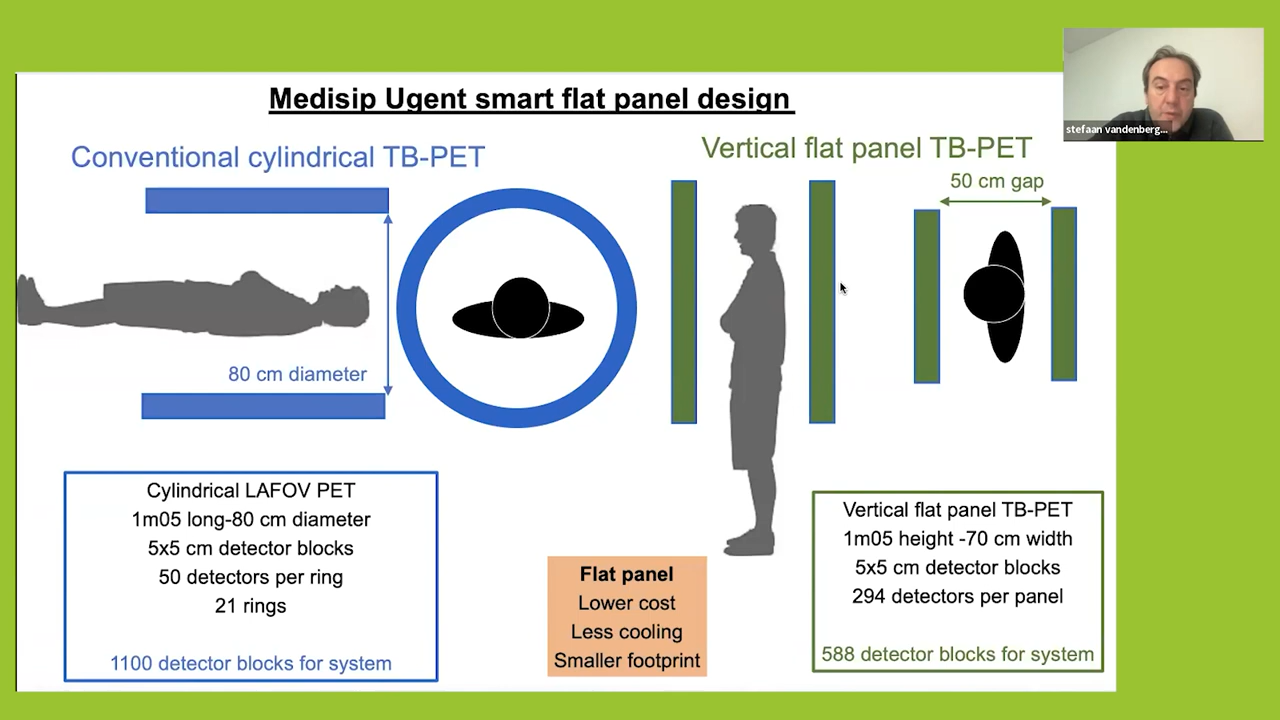 Medisip Ugent smart flat panel design
stefaan vandenberg...
Conventional cylindrical TB-PET
Vertical flat panel TB-PET
50 cm gap
80 cm diameter
Cylindrical LAFOV PET
1m05 long-80 cm diameter
5x5 cm detector blocks
50 detectors per ring
21 rings
1100 detector blocks for system
Flat panel
Lower cost
Less cooling
Smaller footprint
Vertical flat panel TB-PET
1m05 height -70 cm width
5x5 cm detector blocks
294 detectors per panel
588 detector blocks for system